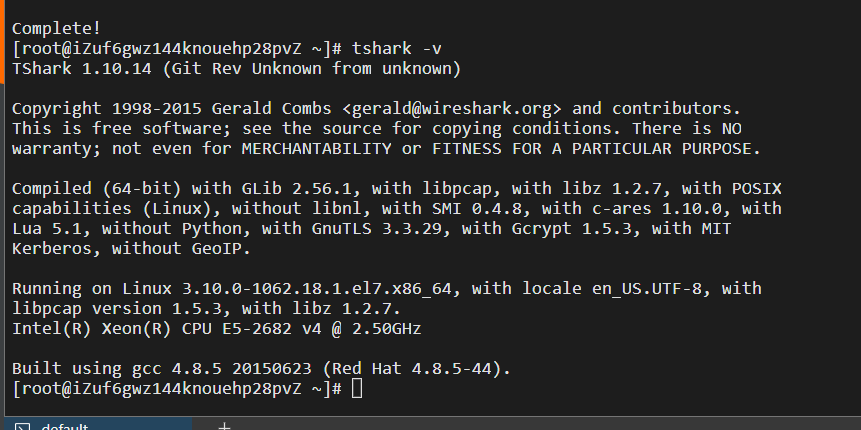 Complete!
[root@iZuf6gwz144knouehp28pvZ ~]# tshark -v
TShark 1.10.14 (Git Rev Unknown from unknown)
Copyright 1998-2015 Gerald Combs <gerald@wireshark.org> and contributors.
This is free software; see the source for copying conditions. There is NO
warranty; not even for MERCHANTABILITY or FITNESS FOR A PARTICULAR PURPOSE.
Compiled (64-bit) with GLib 2.56.1, with libpcap, with libz 1.2.7, with POSIX
capabilities (Linux), without libnl, with SMI 0.4.8, with c-ares 1.10.0, with
Lua 5.1, without Python, with GnuTLS 3.3.29, with Gcrypt 1.5.3, with MIT
Kerberos, without GeoIP.
Running on Linux 3.10.0-1062.18.1.el7.x86_64, with locale en_US.UTF-8, with
libpcap version 1.5.3, with libz 1.2.7.
Intel(R) Xeon(R) CPU E5-2682 v4 @ 2.50GHz
Built using gcc 4.8.5 20150623 (Red Hat 4.8.5-44).
[root@iZuf6gwz144knouehp28pvZ ~]#
default